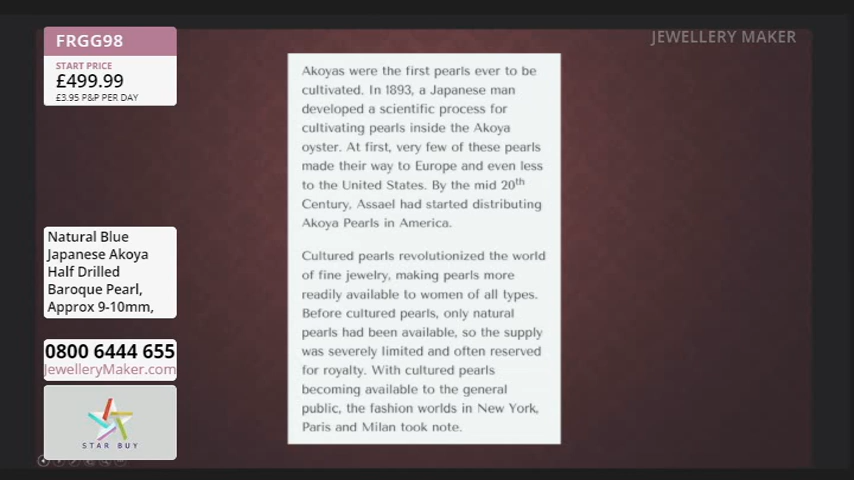 FRGG98
START PRICE
£499.99
£3.95 P&P PER DAY
Natural Blue
Japanese Akoya
Half Drilled
Baroque Pearl,
Approx 9-10mm,
0800 6444 655
JewelleryMaker.com
STAR BUY
JEWELLERY MAKER
Akoyas were the first pearls ever to be
cultivated. In 1893, a Japanese man
developed a scientific process for
cultivating pearls inside the Akoya
oyster. At first, very few of these pearls
made their way to Europe and even less
to the United States. By the mid 20th
Century, Assael had started distributing
Akoya Pearls in America.
Cultured pearls revolutionized the world
of fine jewelry, making pearls more
readily available to women of all types.
Before cultured pearls, only natural
pearls had been available, so the supply
was severely limited and often reserved
for royalty. With cultured pearls
becoming available to the general
public, the fashion worlds in New York,
Paris and Milan took note.